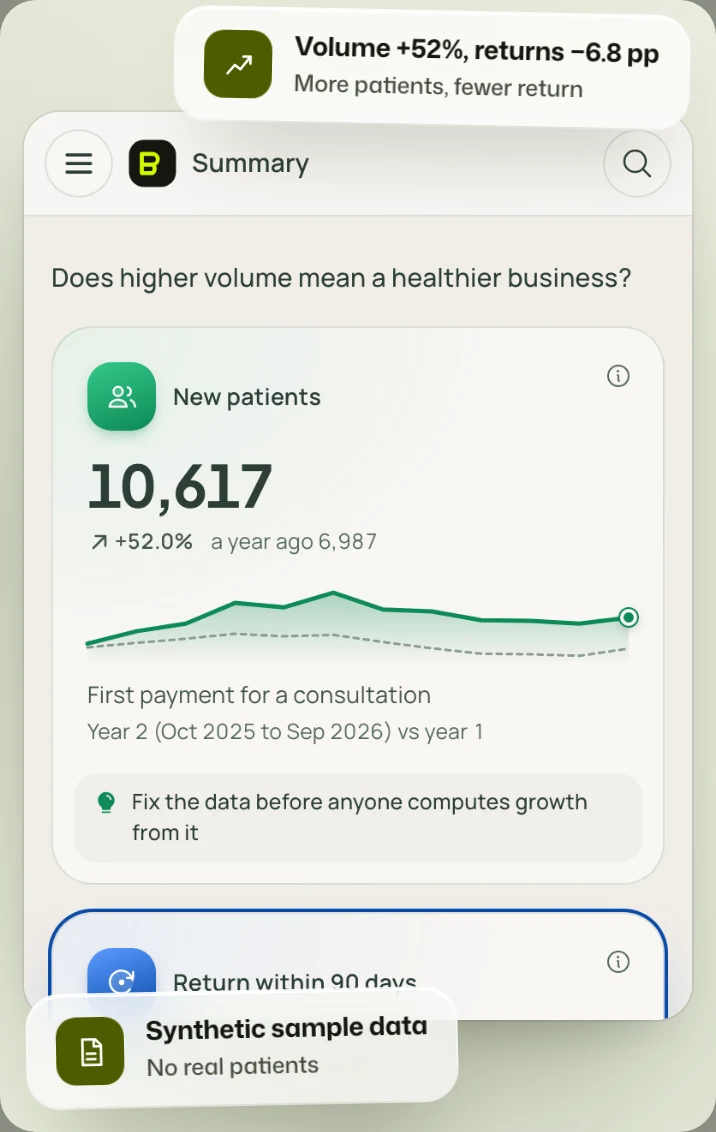 Volume +52%, returns −6.8 pp
More patients, fewer return
B Summary
Does higher volume mean a healthier business?
New patients
10,617
+52.0% a year ago 6,987
First payment for a consultation
Year 2 (Oct 2025 to Sep 2026) vs year 1
Fix the data before anyone computes growth
from it
Return within 90 days
Synthetic sample data
No real patients